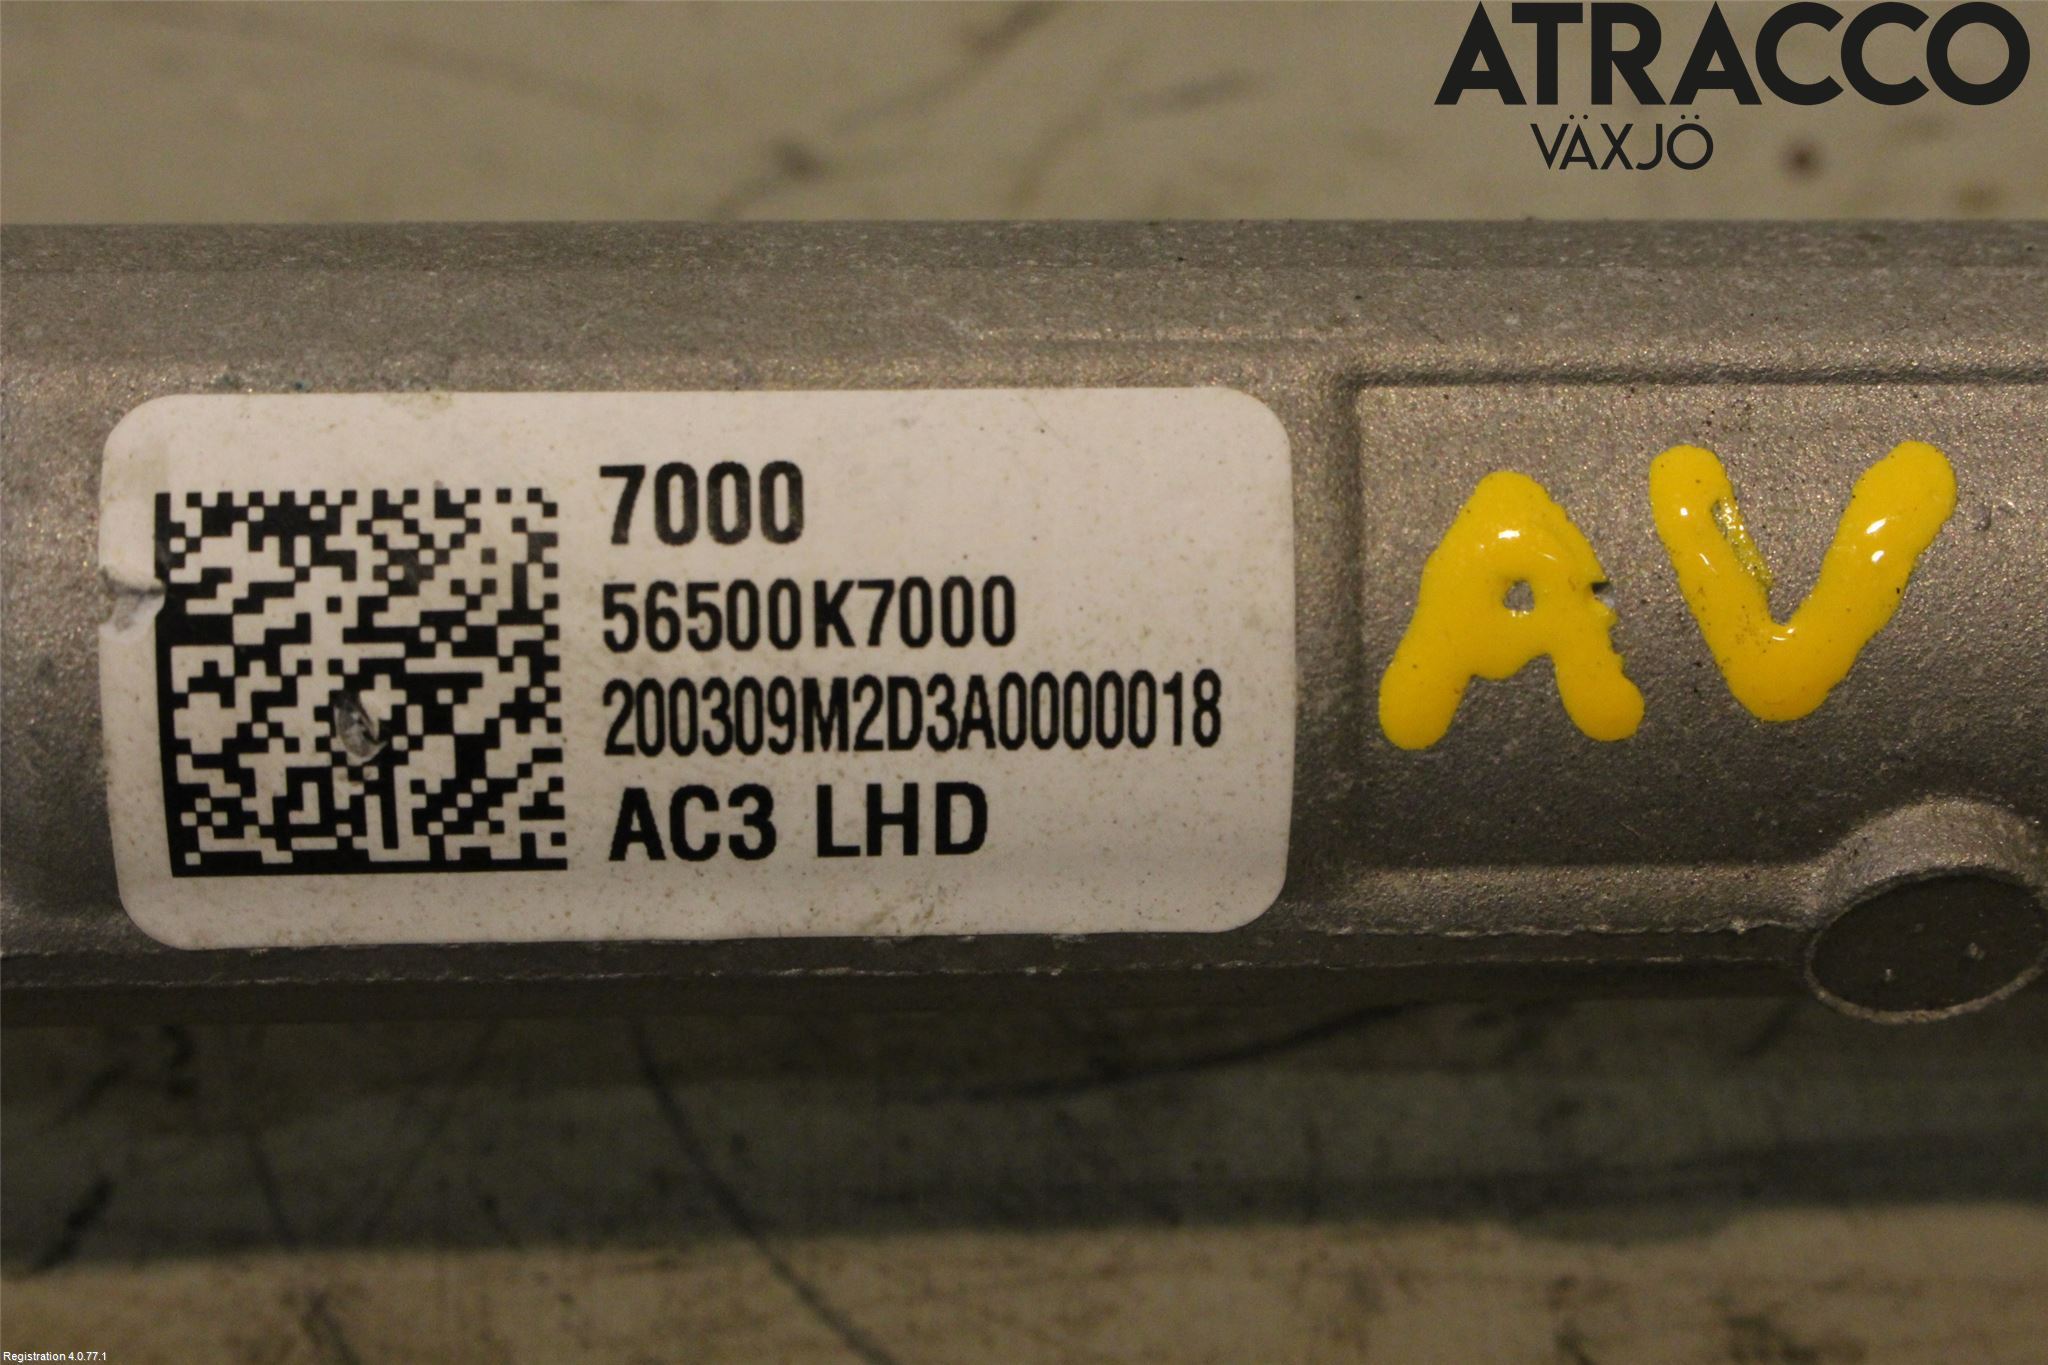 ATRACCO
VÄXJÖ
7000
56500K7000
200309M2D3A0000018
AC3 LHD
AV
Registration 4.0.77.1